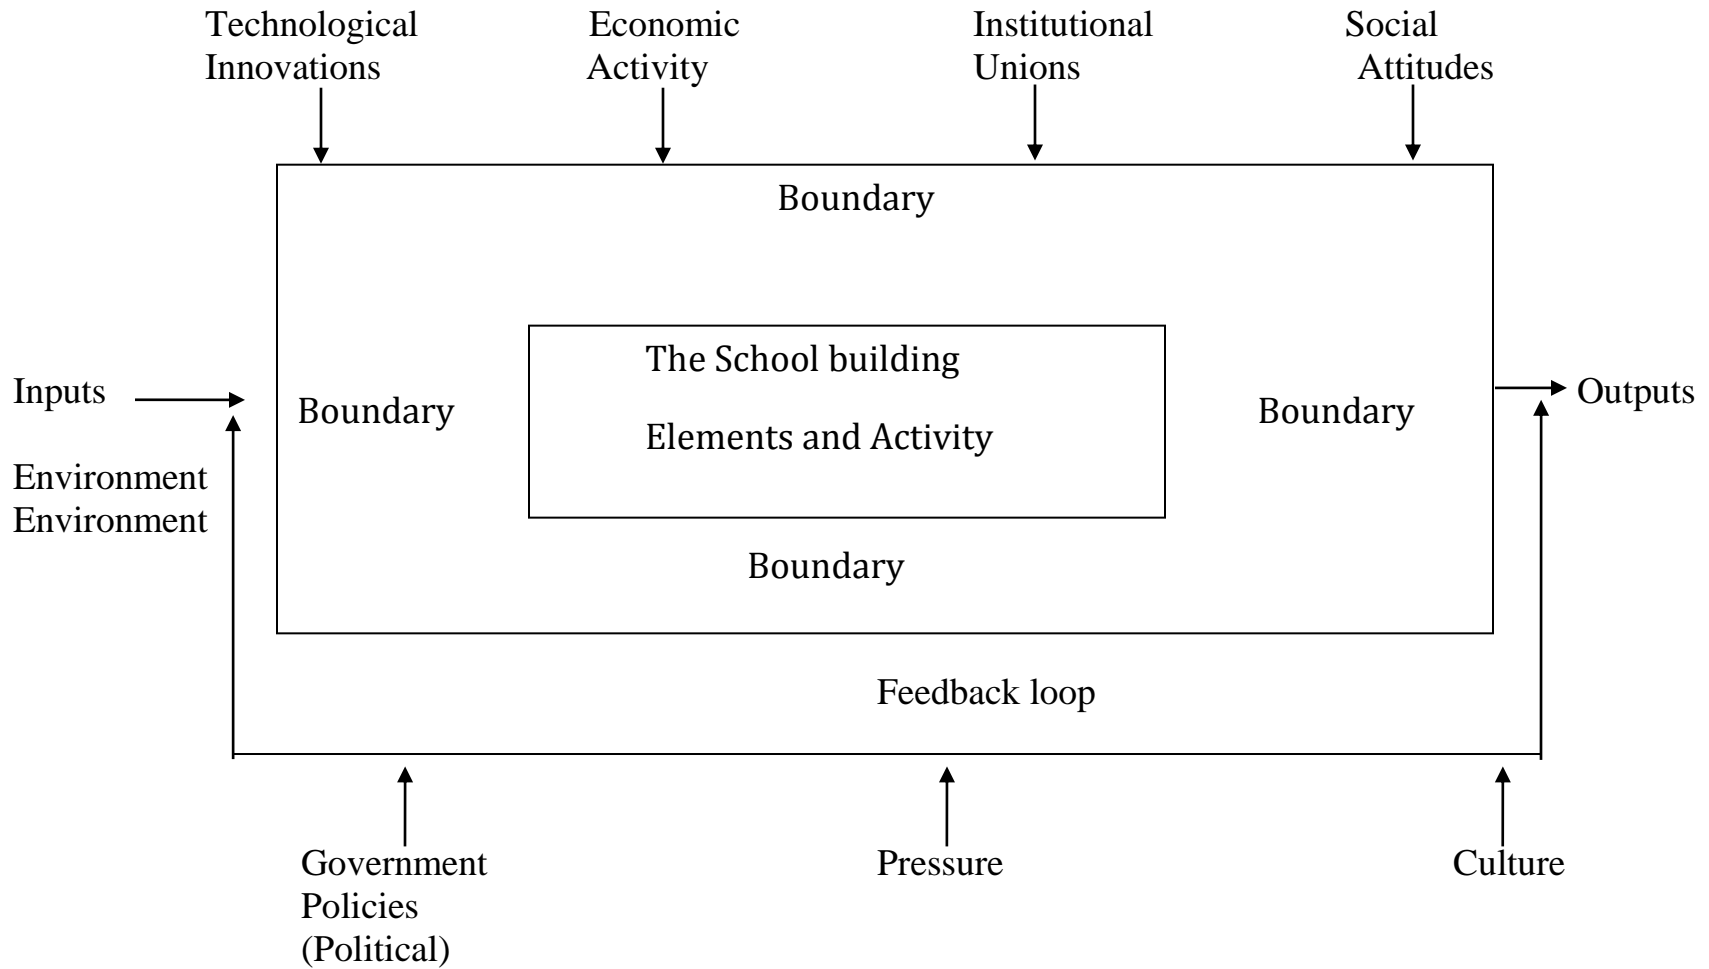 Technological Economic Institutional Social
Innovations Activity Unions Attitudes
Boundary
The School building
Inputs Boundary Boundary Outputs
Elements and Activity
Environment
Environment
Boundary
Feedback loop
Government Pressure Culture
Policies
(Political)